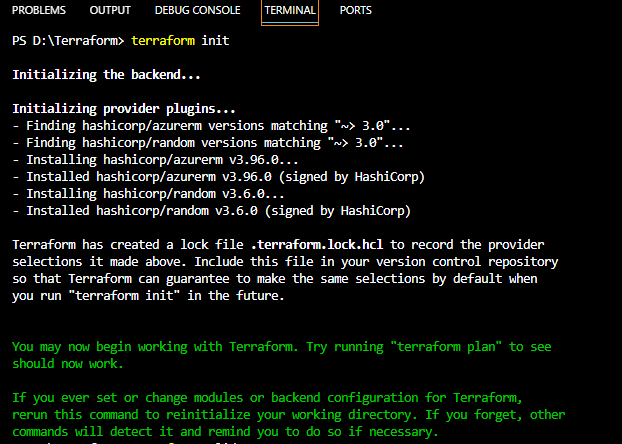 PROBLEMS OUTPUT DEBUG CONSOLE TERMINAL PORTS
PS D:\Terraform> terraform init
Initializing the backend...
Initializing provider plugins...
- Finding hashicorp/azurerm versions matching "~> 3.0"...
- Finding hashicorp/random versions matching "~> 3.0"...
- Installing hashicorp/azurerm v3.96.0...
- Installed hashicorp/azurerm v3.96.0 (signed by HashiCorp)
- Installing hashicorp/random v3.6.0...
- Installed hashicorp/random v3.6.0 (signed by HashiCorp)
Terraform has created a lock file .terraform.lock.hcl to record the provider
selections it made above. Include this file in your version control repository
so that Terraform can guarantee to make the same selections by default when
you run "terraform init" in the future.
You may now begin working with Terraform. Try running "terraform plan" to see
should now work.
If you ever set or change modules or backend configuration for Terraform,
rerun this command to reinitialize your working directory. If you forget, other
commands will detect it and remind you to do so if necessary.